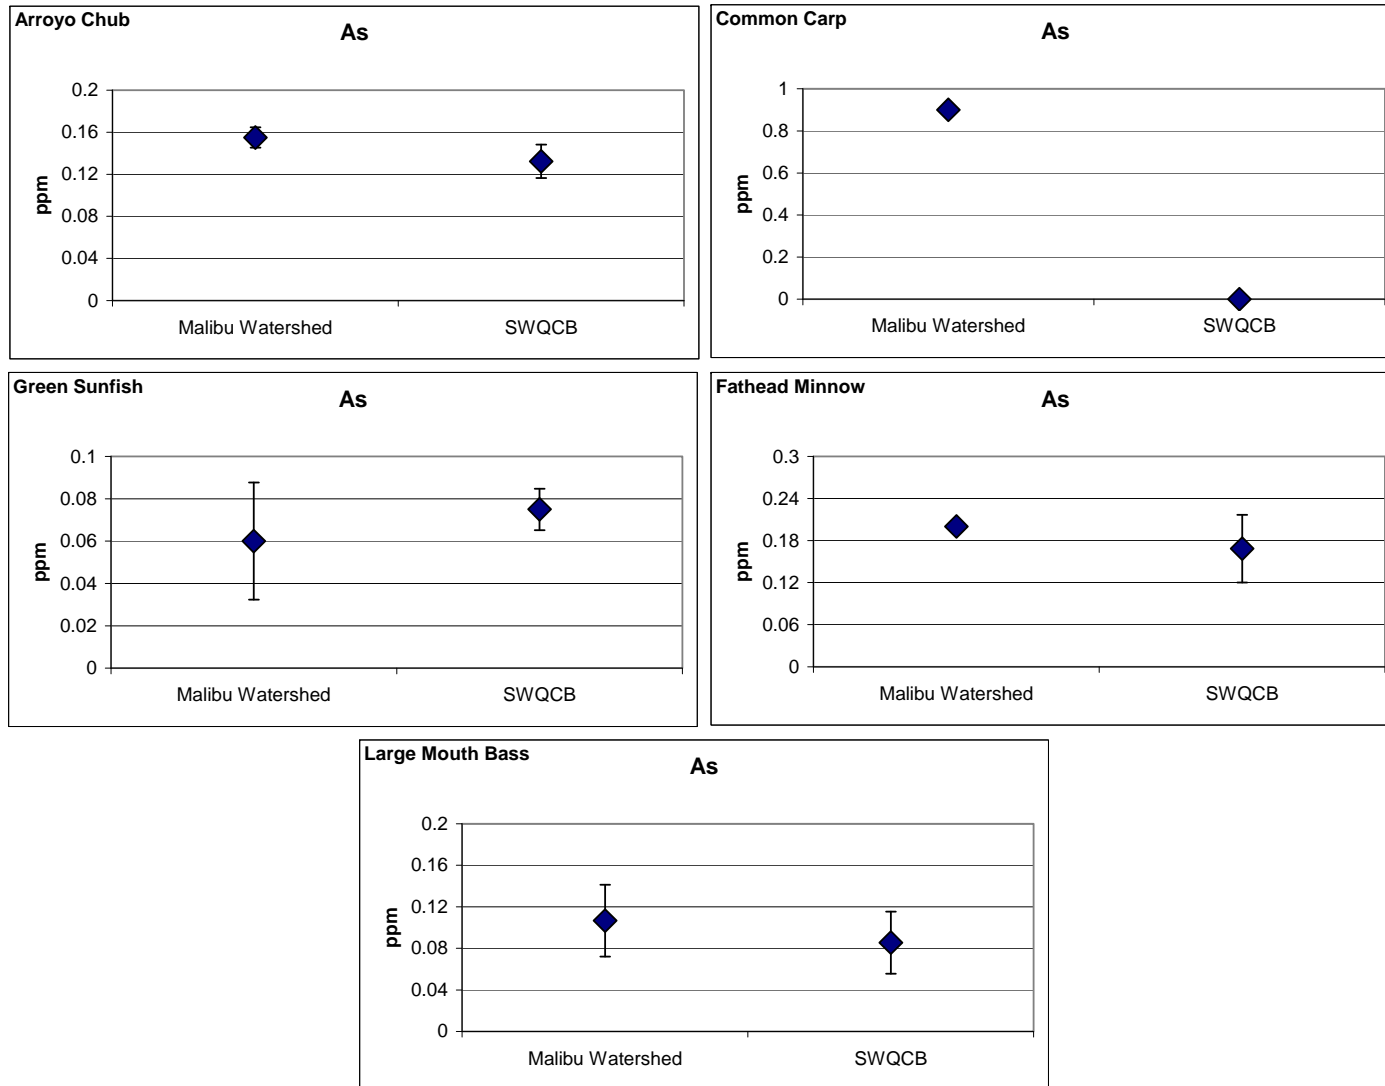 Arroyo Chub
As
0.2
0.16
0.12
0.08
0.04
0
ppm
Malibu Watershed SWQCB
Common Carp
As
1
0.8
0.6
0.4
0.2
0
ppm
Malibu Watershed SWQCB
Green Sunfish
As
0.1
0.08
0.06
0.04
0.02
0
ppm
Malibu Watershed SWQCB
Fathead Minnow
As
0.3
0.24
0.18
0.12
0.06
0
ppm
Malibu Watershed SWQCB
Large Mouth Bass
As
0.2
0.16
0.12
0.08
0.04
0
ppm
Malibu Watershed SWQCB